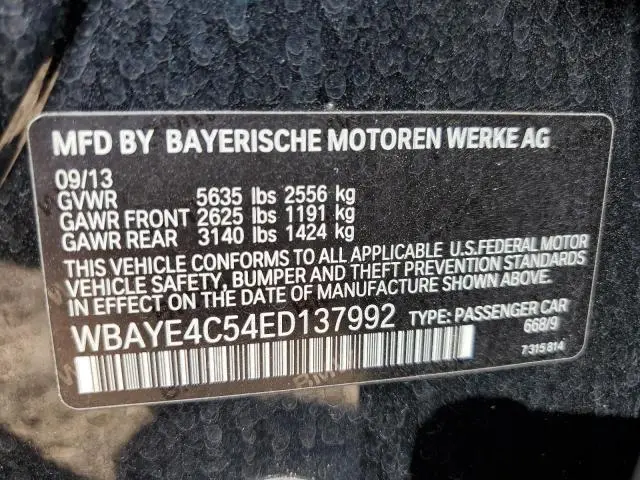 MFD BY BAYERISCHE MOTOREN WERKE AG
09/13
GVWR 5635 lbs 2556 kg
GAWR FRONT 2625 lbs 1191 kg
GAWR REAR 3140 lbs 1424 kg
THIS VEHICLE CONFORMS TO ALL APPLICABLE U.S.FEDERAL MOTOR
VEHICLE SAFETY, BUMPER AND THEFT PREVENTION STANDARDS
IN EFFECT ON THE DATE OF MANUFACTURE SHOWN ABOVE.
WBAYE4C54ED137992 TYPE: PASSENGER CAR
668/9
7 315 814